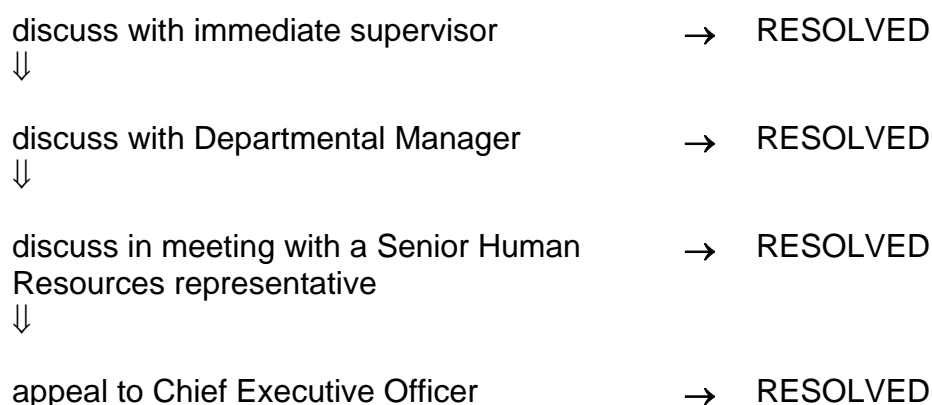 discuss with immediate supervisor → RESOLVED
⇓
discuss with Departmental Manager → RESOLVED
⇓
discuss in meeting with a Senior Human → RESOLVED
Resources representative
⇓
appeal to Chief Executive Officer → RESOLVED